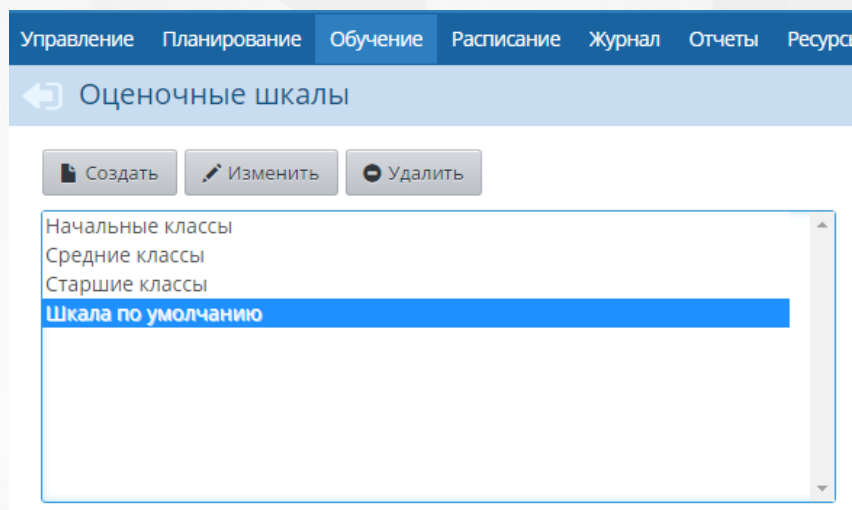 Управление Планирование Обучение Расписание Журнал Отчеты Ресурсы
Оценочные шкалы
Создать Изменить Удалить
Начальные классы
Средние классы
Старшие классы
Шкала по умолчанию